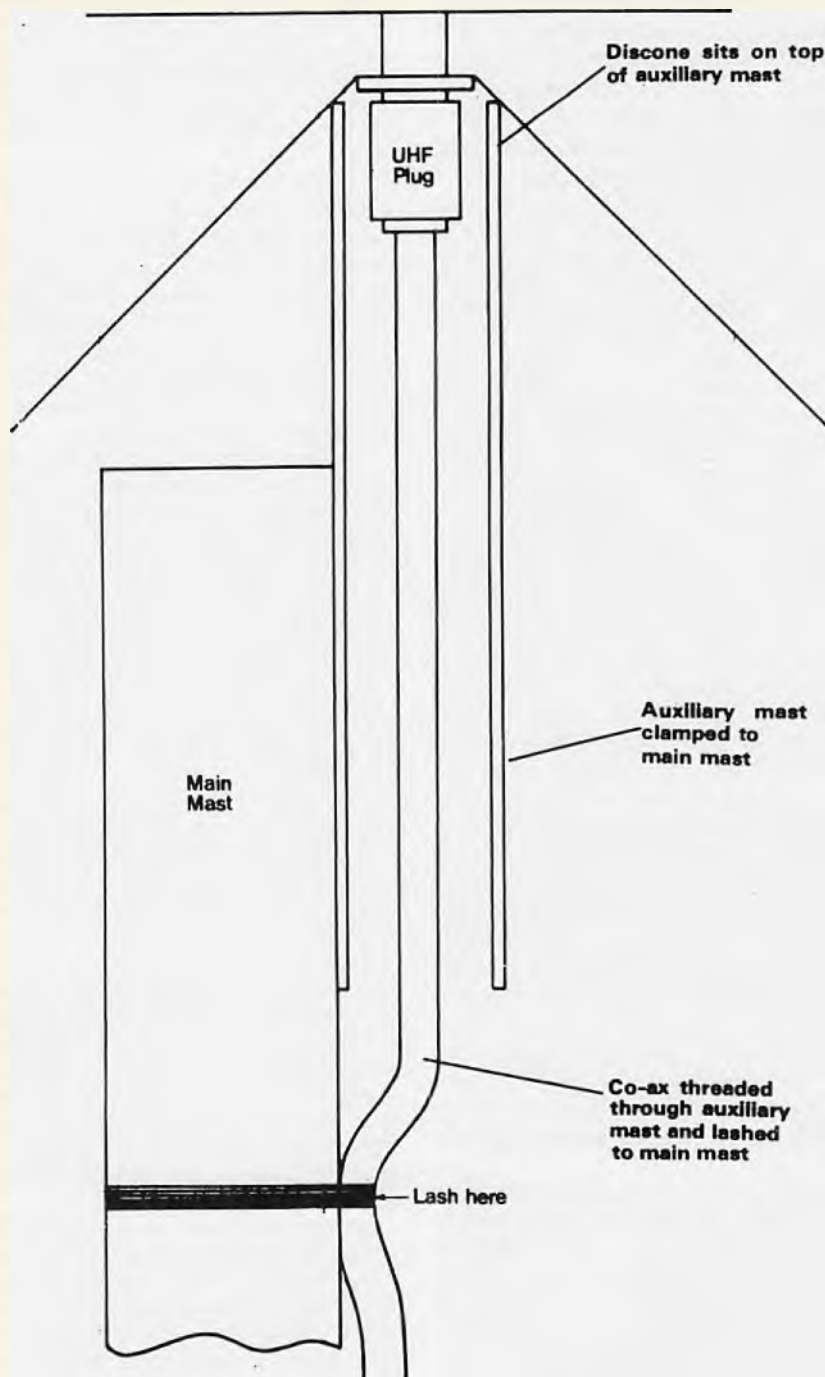 Discone sits on top
of auxillary mast
UHF
Plug
Auxiliary mast
clamped to
main mast
Main
Mast
Co-ax threaded
through auxiliary
mast and lashed
to main mast
Lash here